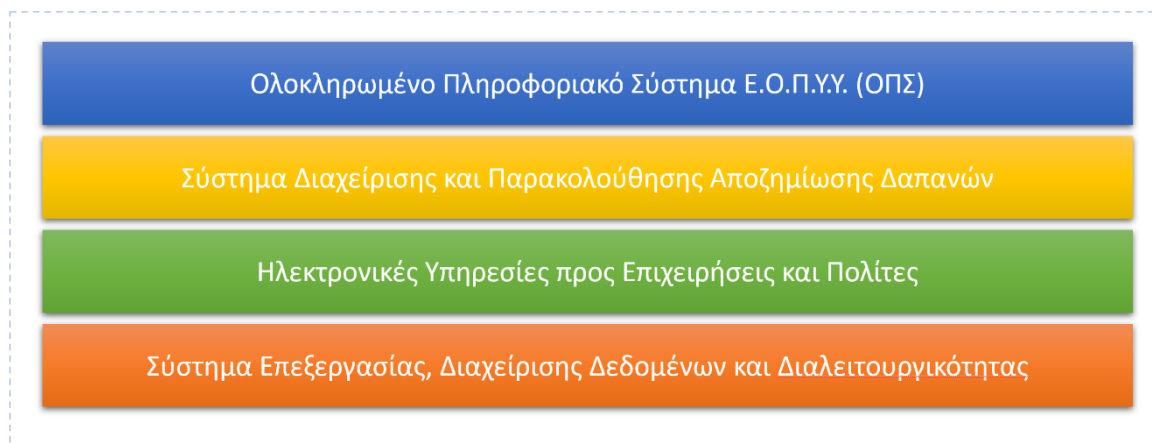 Ολοκληρωμένο Πληροφοριακό Σύστημα Ε.Ο.Π.Υ.Υ. (ΟΠΣ)
Σύστημα Διαχείρισης και Παρακολούθησης Αποζημίωσης Δαπανών
Ηλεκτρονικές Υπηρεσίες προς Επιχειρήσεις και Πολίτες
Σύστημα Επεξεργασίας, Διαχείρισης Δεδομένων και Διαλειτουργικότητας